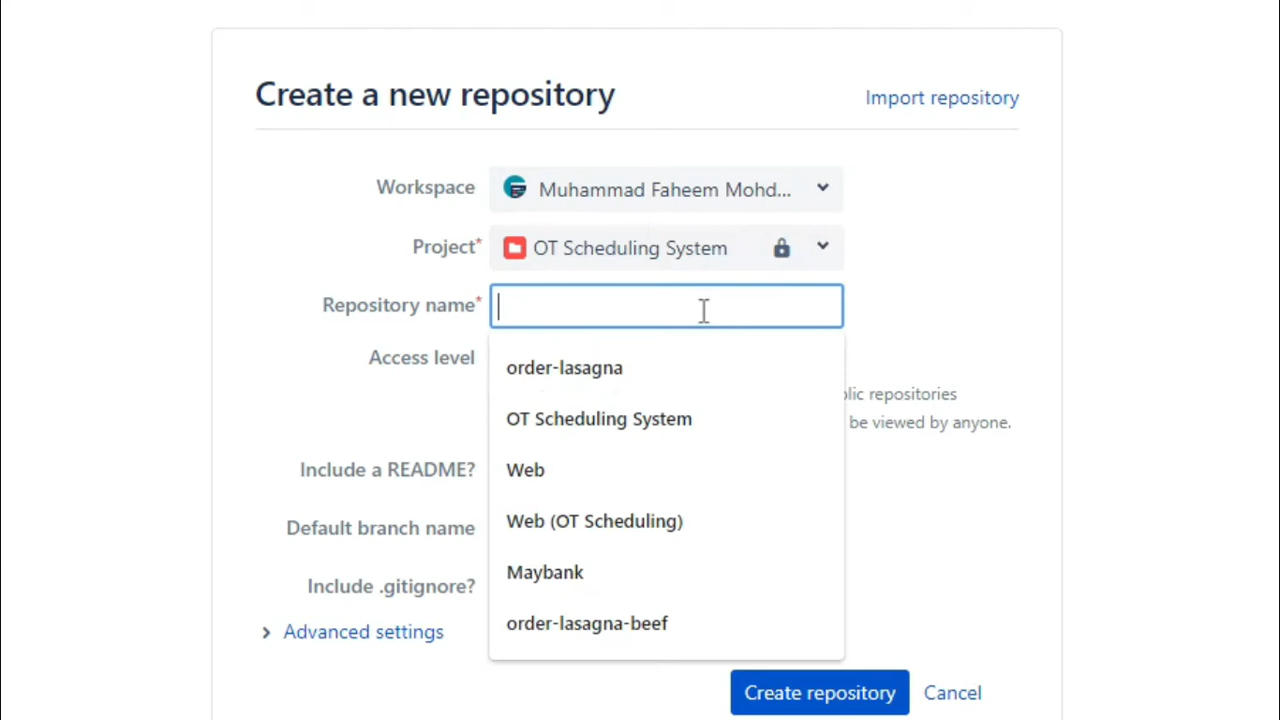 Create a new repository
Import repository
Workspace
Muhammad Faheem Mohd...
Project*
OT Scheduling System
Repository name*
Access level
order-lasagna
OT Scheduling System
Web
Web (OT Scheduling)
Maybank
order-lasagna-beef
repositories
be viewed by anyone.
Include a README?
Default branch name
Include .gitignore?
Advanced settings
Create repository
Cancel